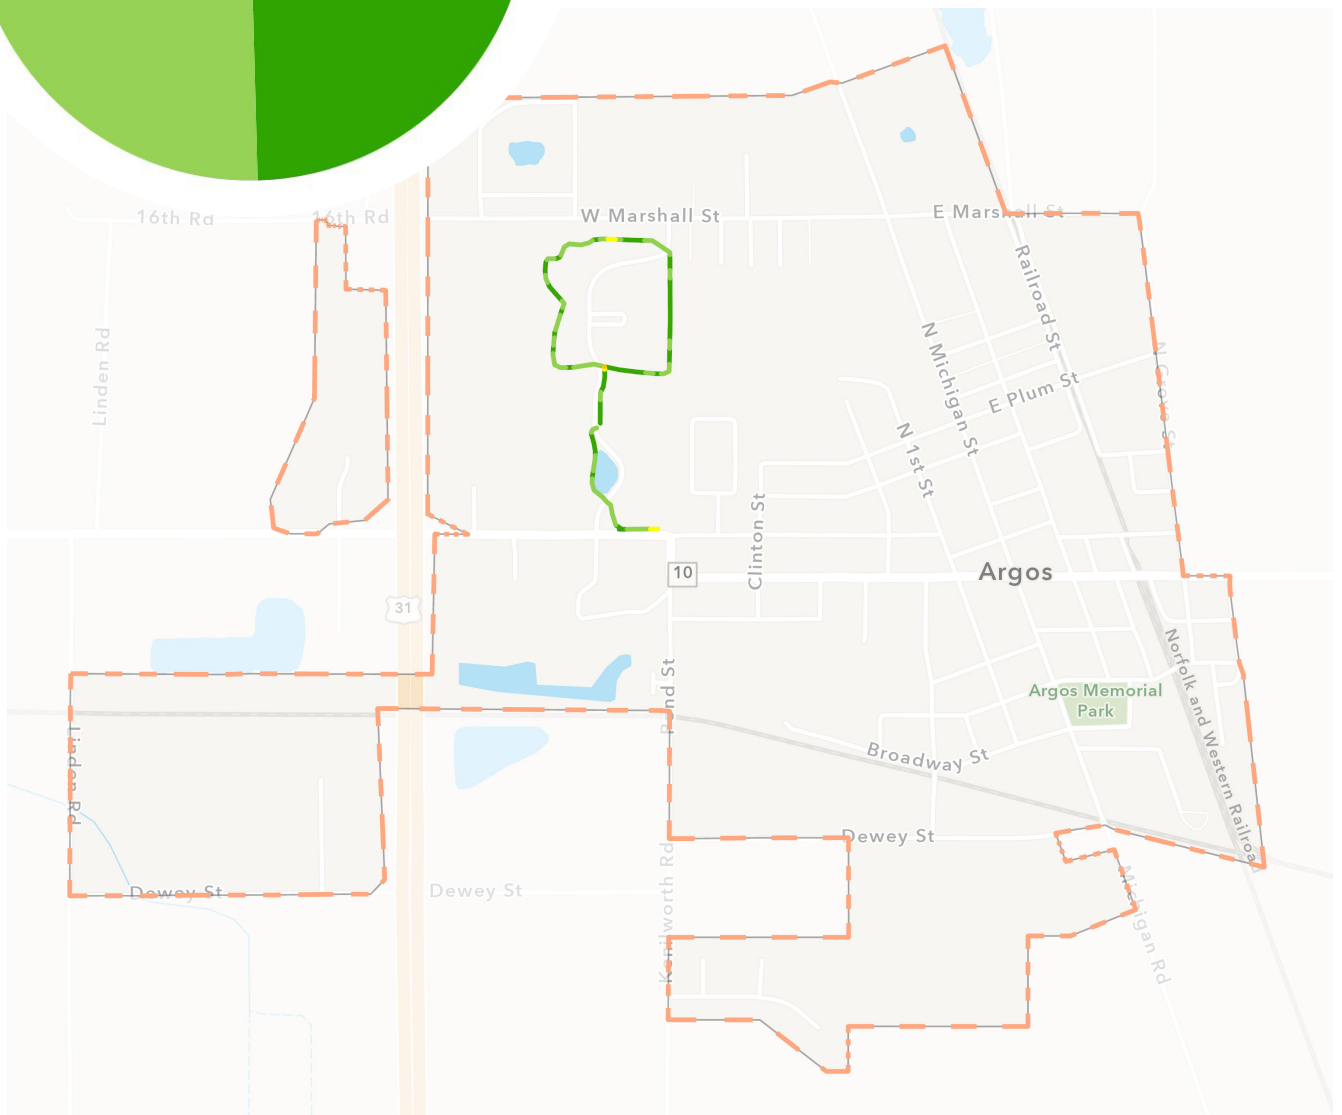 W Marshall St
E Marshall St
16th Rd
16th Rd
Railroad St
Linden Rd
N Michigan St
N Grove St
E Plum St
N 1st St
Clinton St
10
Argos
31
Argos Memorial
Park
Pond St
Norfolk and Western Railroad
Broadway St
Linden Rd
Dewey St
Dewey St
Dewey St
Kenilworth Rd
Michigan Rd